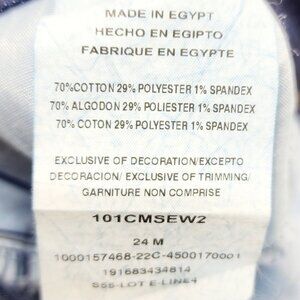 MADE IN EGYPT
HECHO EN EGIPTO
FABRIQUE EN EGYPTE
70%COTTON 29% POLYESTER 1% SPANDEX
70% ALGODON 29% POLIESTER 1% SPANDEX
70% COTON 29% POLYESTER 1% SPANDEX
EXCLUSIVE OF DECORATION/EXCEPTO
DECORACION/ EXCLUSIVE OF TRIMMING/
GARNITURE NON COMPRISE
101CMSEW2
24 M
1000157468-22C-4500170001
191683434814
S55-LOT E-LINE4